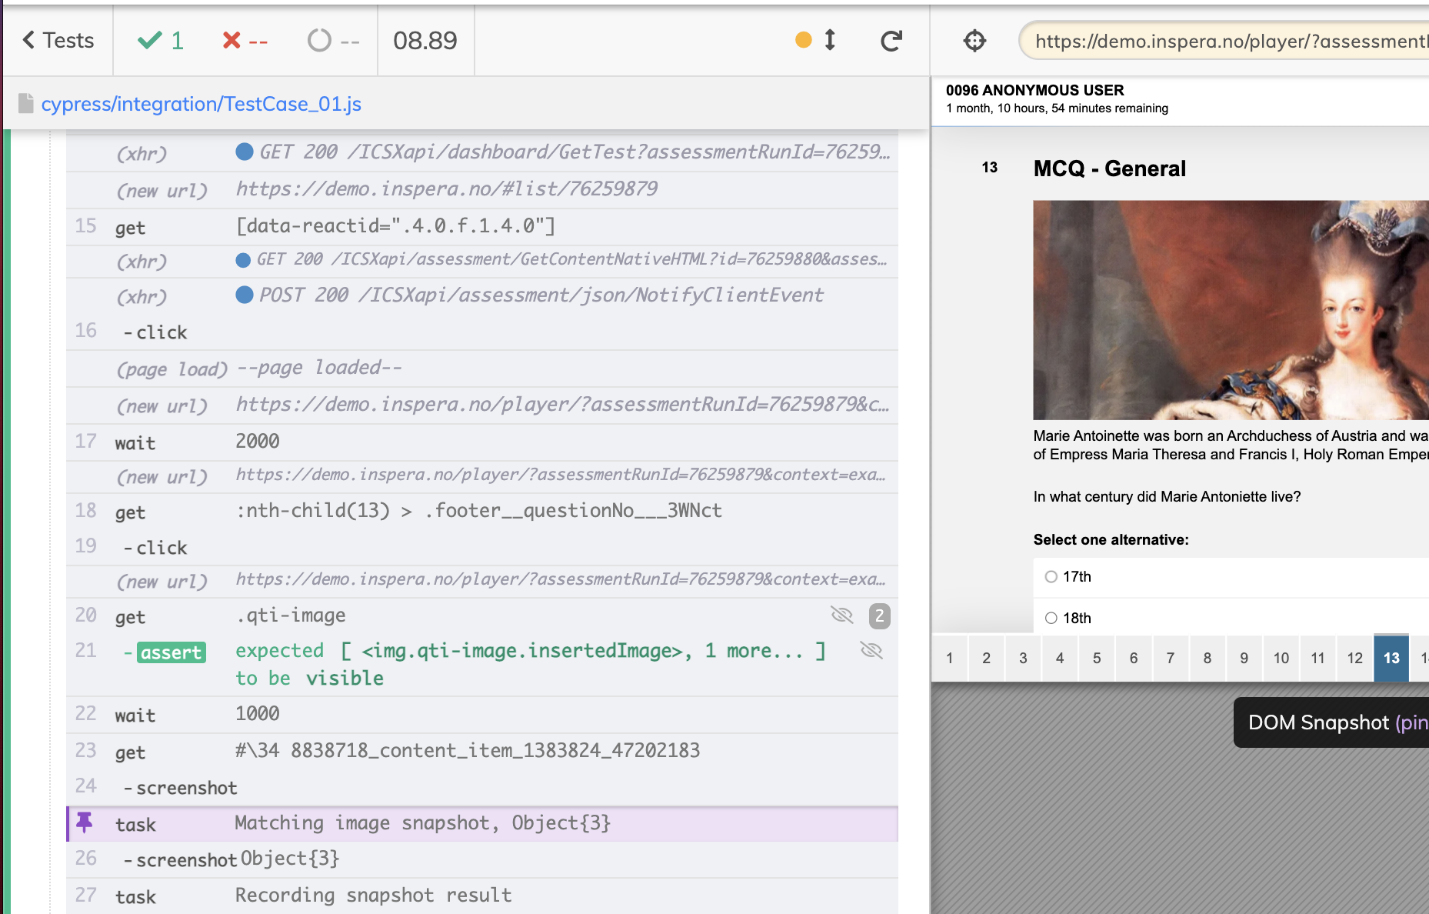 Tests
1
--
--
08.89
https://demo.inspera.no/player/?assessment
cypress/integration/TestCase_01.js
(xhr) GET 200 /ICSXapi/dashboard/GetTest?assessmentRunId=76259…
(new url) https://demo.inspera.no/#list/76259879
15 get [data-reactid=".4.0.f.1.4.0"]
(xhr) GET 200 /ICSXapi/assessment/GetContentNativeHTML?id=76259880&asses…
(xhr) POST 200 /ICSXapi/assessment/json/NotifyClientEvent
16 -click
(page load) --page loaded--
(new url) https://demo.inspera.no/player/?assessmentRunId=76259879&c…
17 wait 2000
(new url) https://demo.inspera.no/player/?assessmentRunId=76259879&context=exa…
18 get :nth-child(13) > .footer__questionNo___3WNct
19 -click
(new url) https://demo.inspera.no/player/?assessmentRunId=76259879&context=exa…
20 get .qti-image 2
21 -assert expected [ <img.qti-image.insertedImage>, 1 more... ]
to be visible
22 wait 1000
23 get #\34 8838718_content_item_1383824_47202183
24 -screenshot
task Matching image snapshot, Object{3}
26 -screenshot Object{3}
27 task Recording snapshot result
0096 ANONYMOUS USER
1 month, 10 hours, 54 minutes remaining
13 MCQ - General
Marie Antoinette was born an Archduchess of Austria and wa
of Empress Maria Theresa and Francis I, Holy Roman Empe
In what century did Marie Antoniette live?
Select one alternative:
17th
18th
1 2 3 4 5 6 7 8 9 10 11 12 13 1
DOM Snapshot (pin